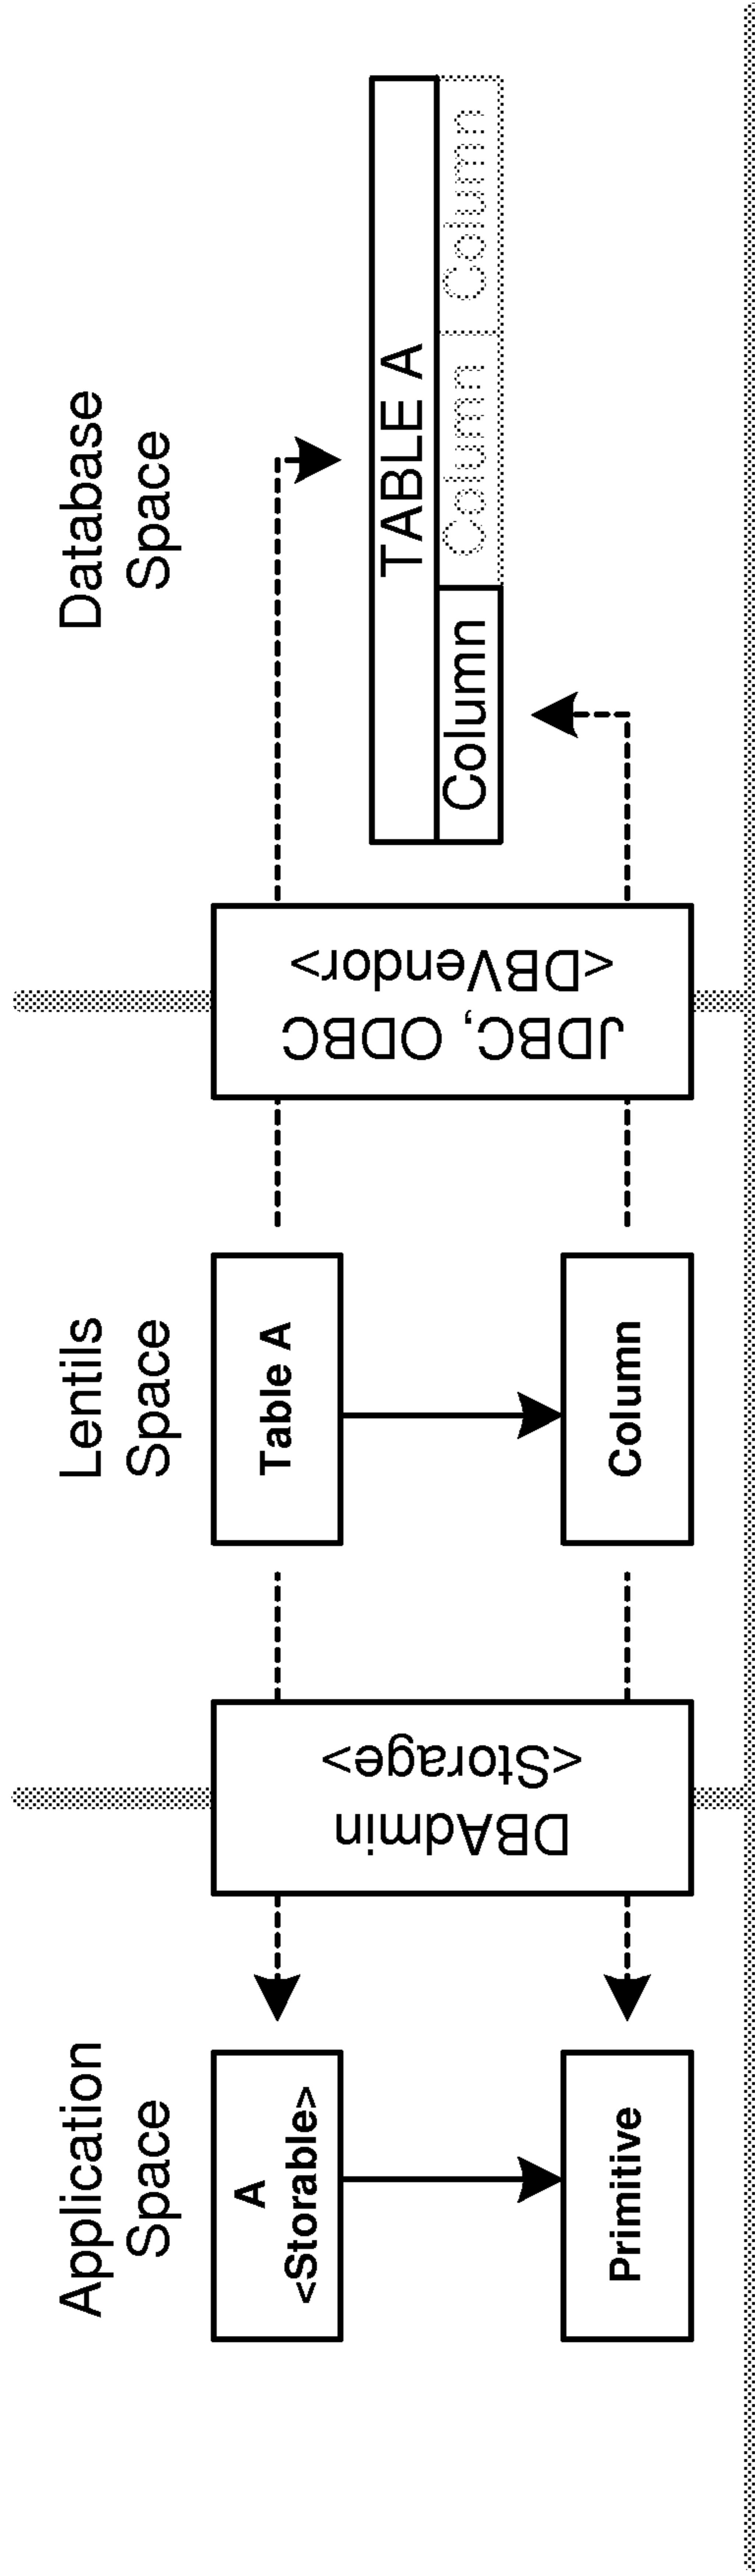 Application
Space
Lentils
Space
Database
Space
A
<Storable>
Primitive
DBAdmin
<Storage>
Table A
Column
JDBC, ODBC
<DBVendor>
TABLE A
Column
Column
Column